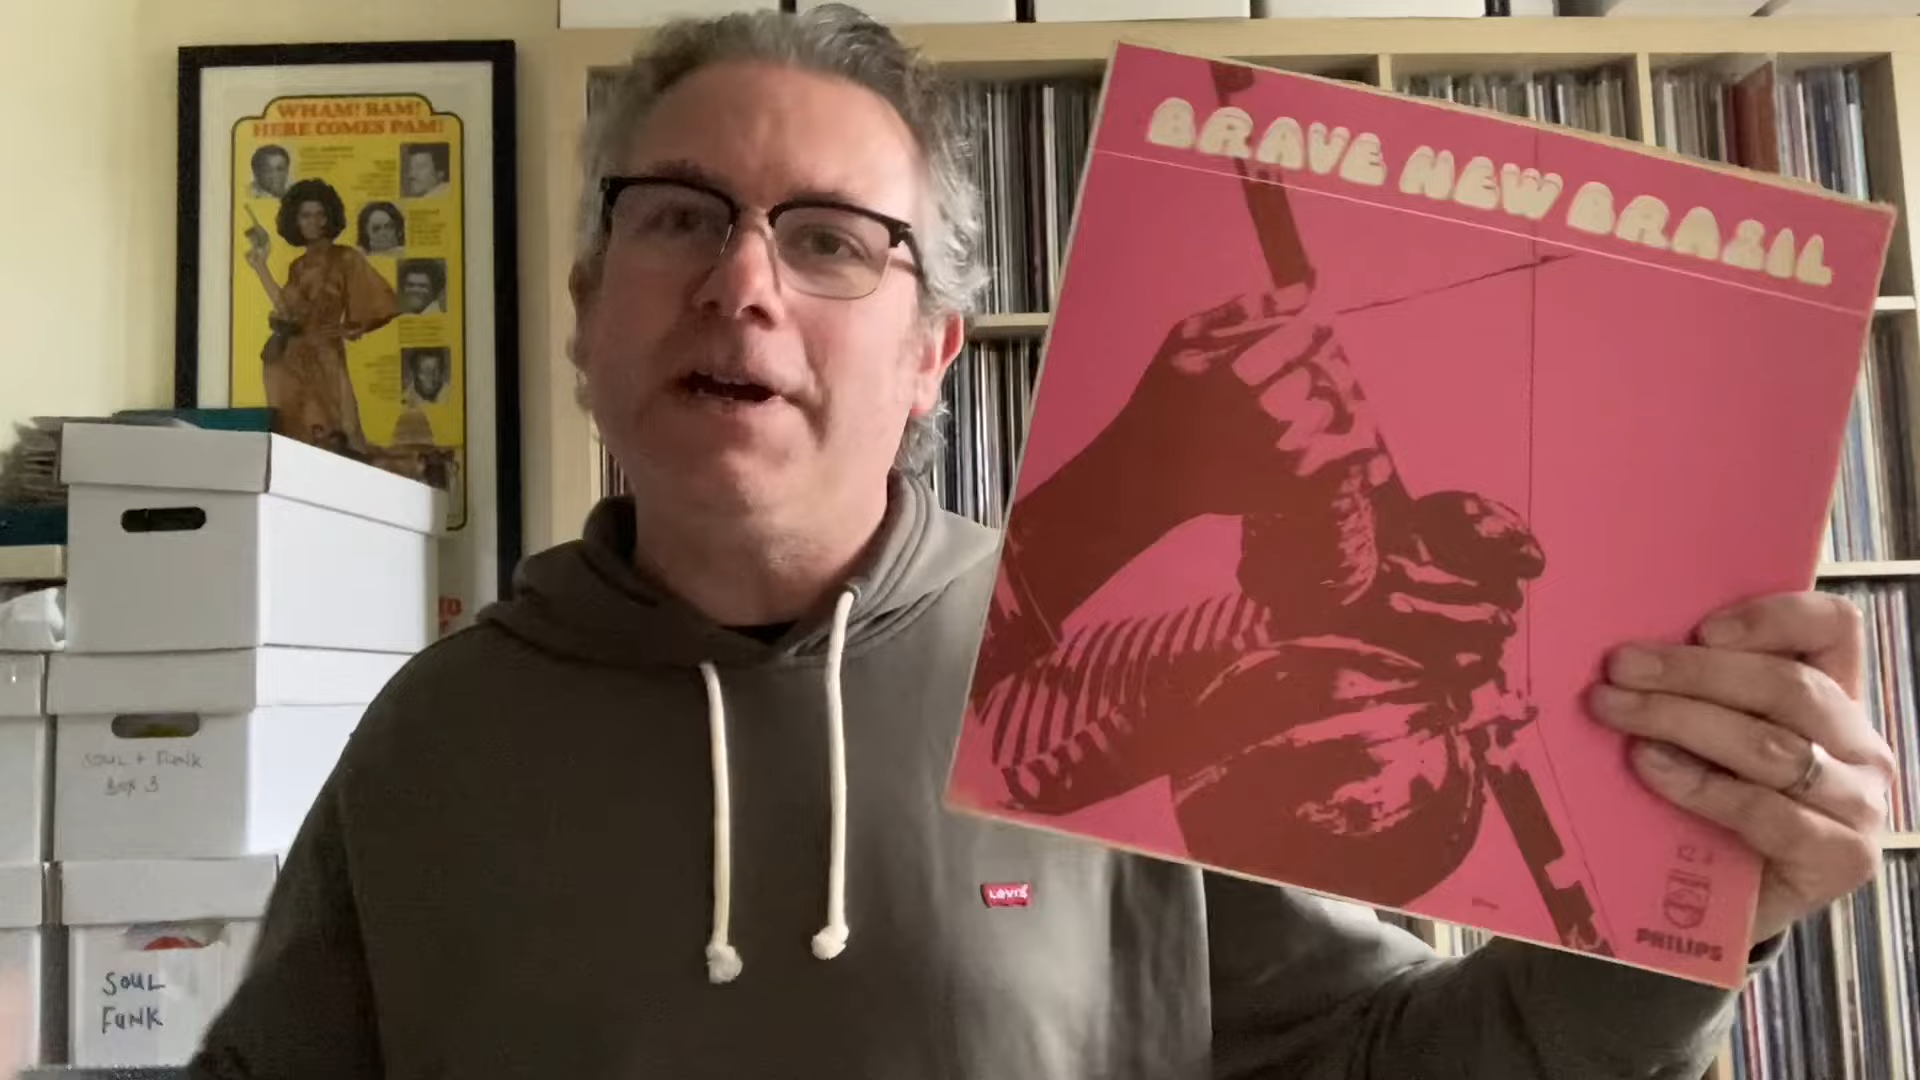 WHAM! BAM!
HERE COMES PAM!
BRAVE NEW BRAZIL
SOUL + FUNK
BOX 3
SOUL
FUNK
Levi's
PHILIPS